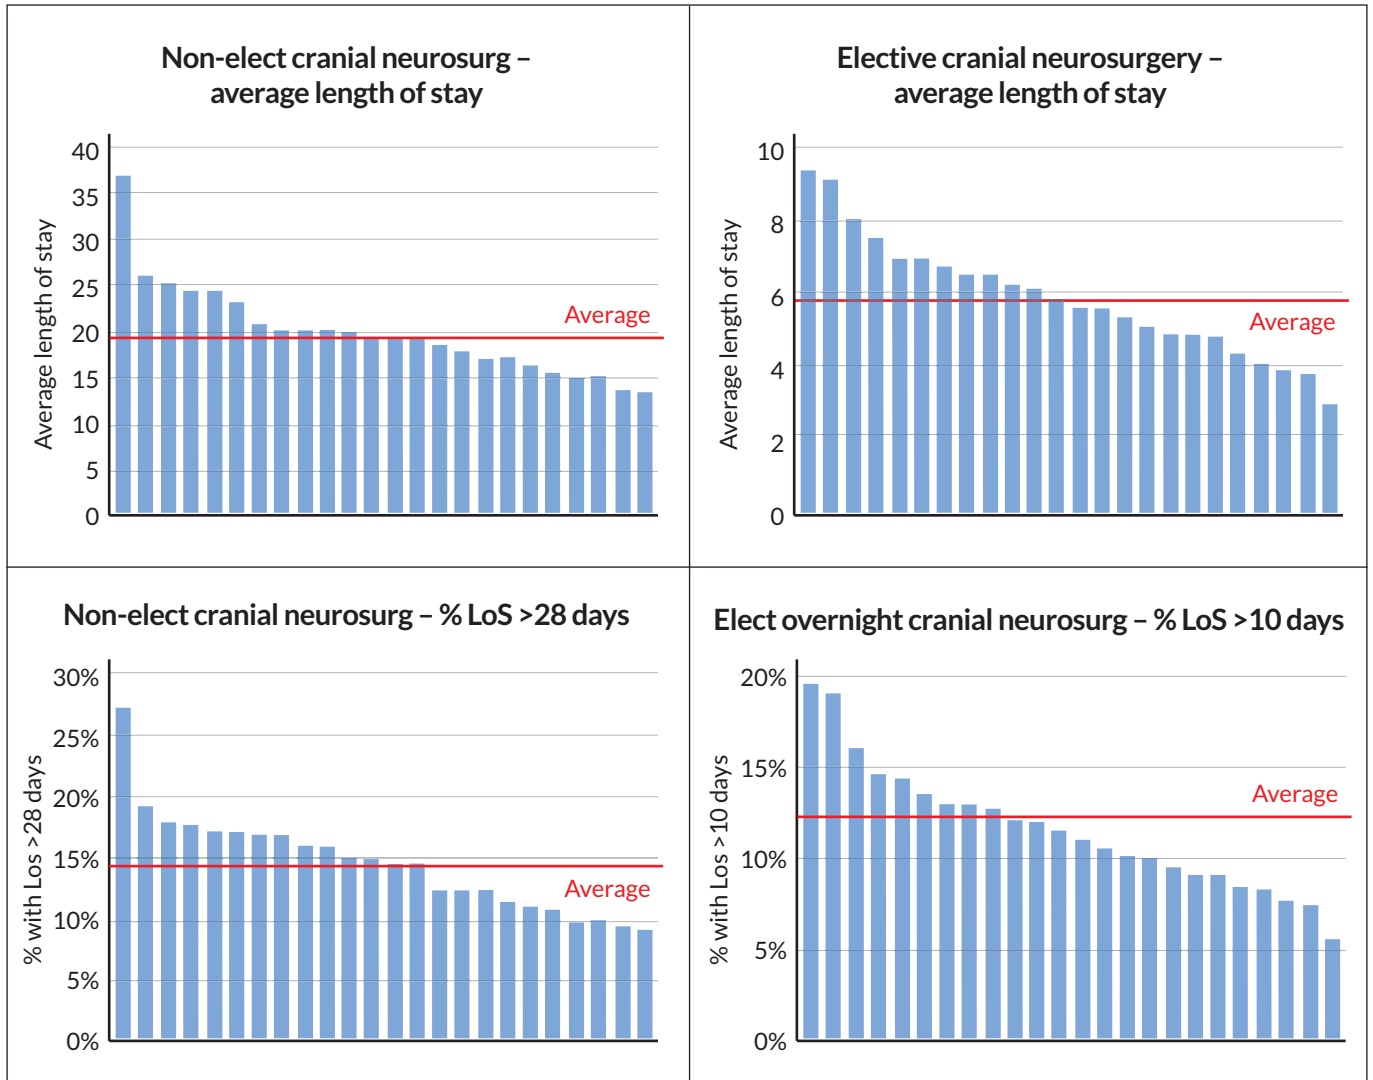 Non-elect cranial neurosurg –
average length of stay
Average length of stay
40
35
30
25
20
15
10
5
0
Average
Elective cranial neurosurgery –
average length of stay
Average length of stay
10
8
6
4
2
0
Average
Non-elect cranial neurosurg – % LoS >28 days
% with Los >28 days
30%
25%
20%
15%
10%
5%
0%
Average
Elect overnight cranial neurosurg – % LoS >10 days
% with Los >10 days
20%
15%
10%
5%
0%
Average